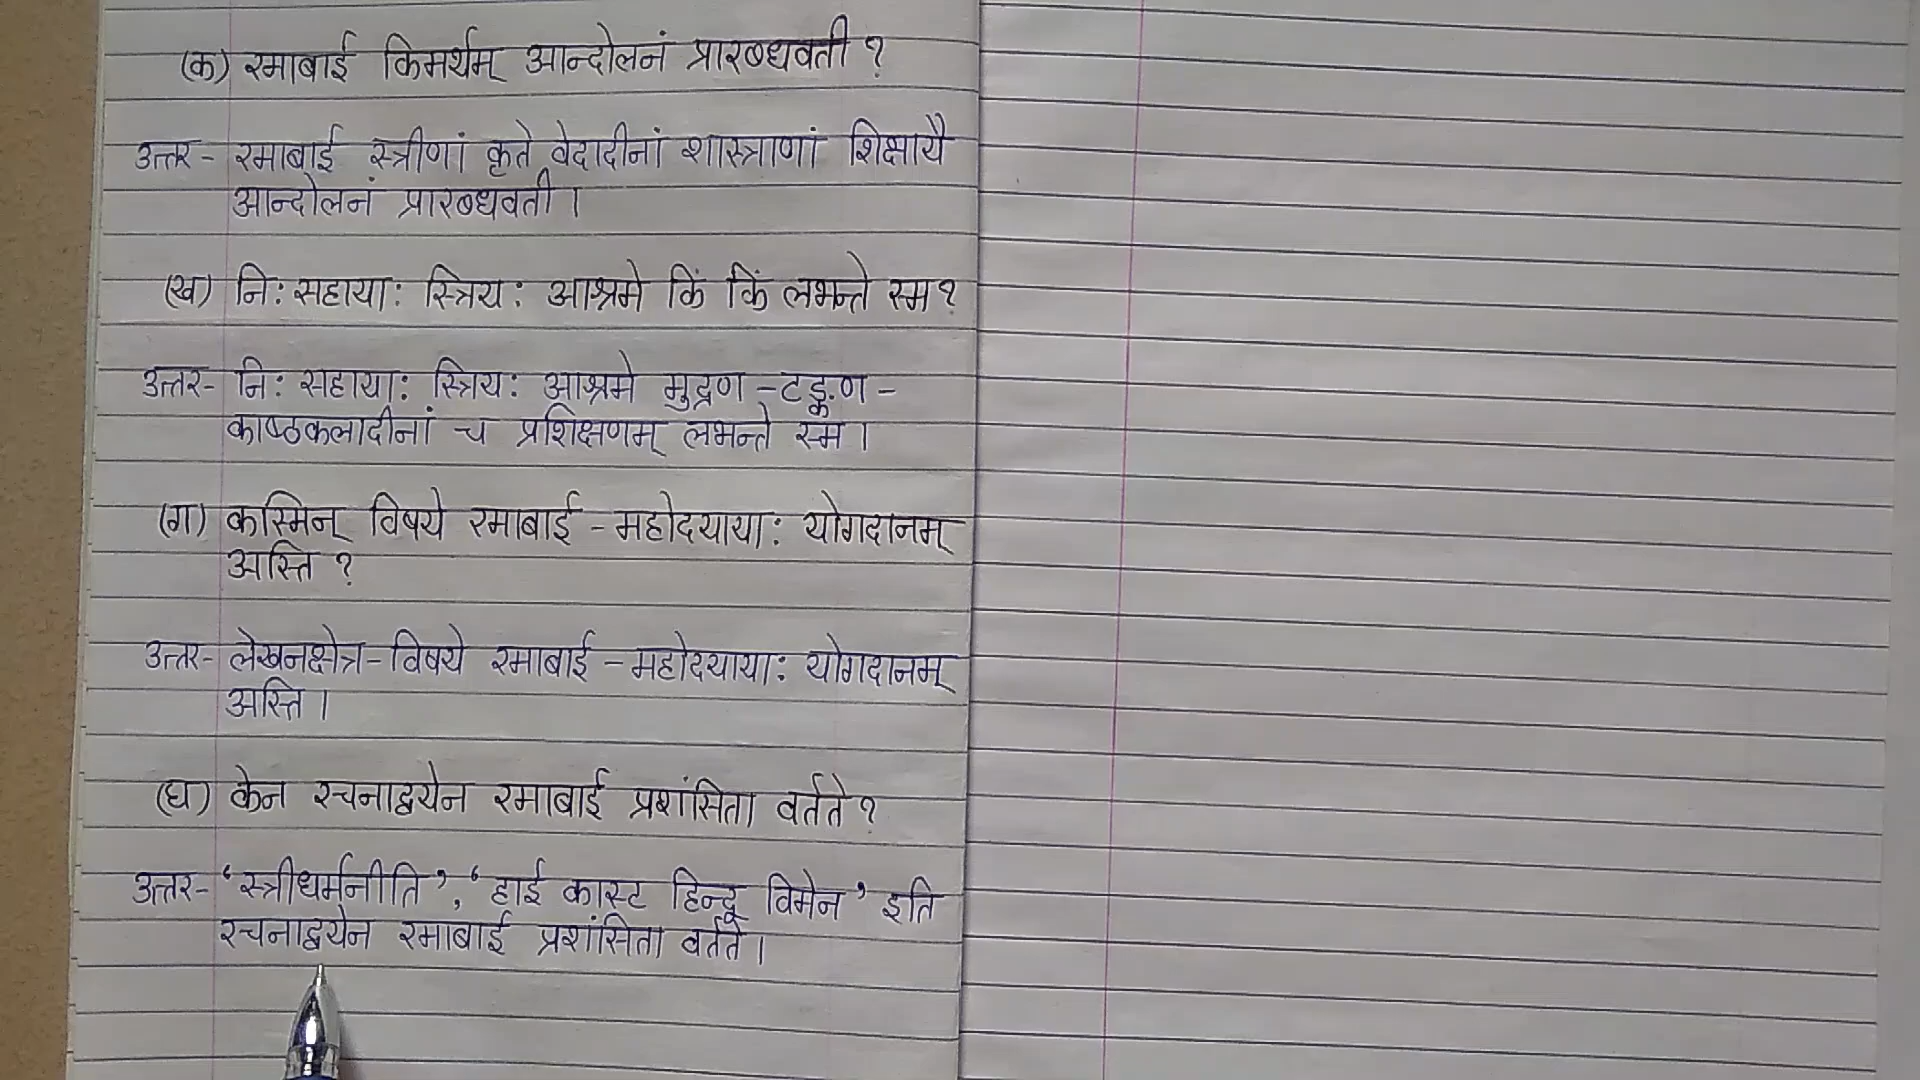 (क) रमाबाई किमर्थम् आन्दोलनं प्रारब्धवती ?
उत्तर - रमाबाई स्त्रीणां कृते वेदादीनां शास्त्राणां शिक्षायै
आन्दोलनं प्रारब्धवती ।
(ख) नि: सहाया: स्त्रिय: आश्रमे किं किं लभन्ते स्म ?
उत्तर - नि: सहाया: स्त्रिय: आश्रमे मुद्रण - टङ्कण -
काष्ठकलादीनां च प्रशिक्षणम् लभन्ते स्म ।
(ग) कस्मिन् विषये रमाबाई - महोदयाया: योगदानम्
अस्ति ?
उत्तर - लेखनक्षेत्र - विषये रमाबाई - महोदयाया: योगदानम्
अस्ति ।
(घ) केन रचनाद्वयेन रमाबाई प्रशंसिता वर्तते ?
उत्तर - ‘स्त्रीधर्मनीति’, ‘हाई कास्ट हिन्दू विमेन’ इति
रचनाद्वयेन रमाबाई प्रशंसिता वर्तते ।